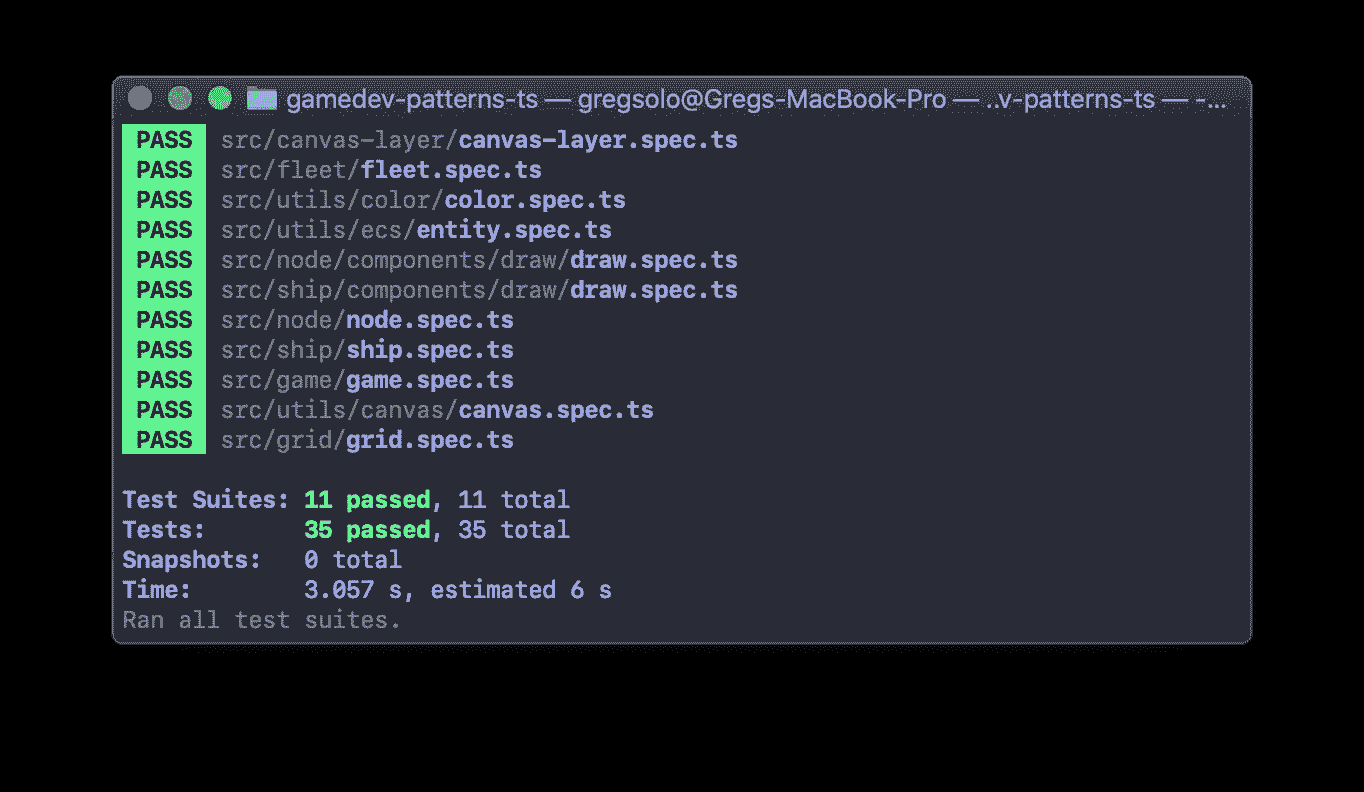 gamedev-patterns-ts — gregsolo@Gregs-MacBook-Pro — ..v-patterns-ts — -...
PASS src/canvas-layer/canvas-layer.spec.ts
PASS src/fleet/fleet.spec.ts
PASS src/utils/color/color.spec.ts
PASS src/utils/ecs/entity.spec.ts
PASS src/node/components/draw/draw.spec.ts
PASS src/ship/components/draw/draw.spec.ts
PASS src/node/node.spec.ts
PASS src/ship/ship.spec.ts
PASS src/game/game.spec.ts
PASS src/utils/canvas/canvas.spec.ts
PASS src/grid/grid.spec.ts
Test Suites: 11 passed, 11 total
Tests: 35 passed, 35 total
Snapshots: 0 total
Time: 3.057 s, estimated 6 s
Ran all test suites.